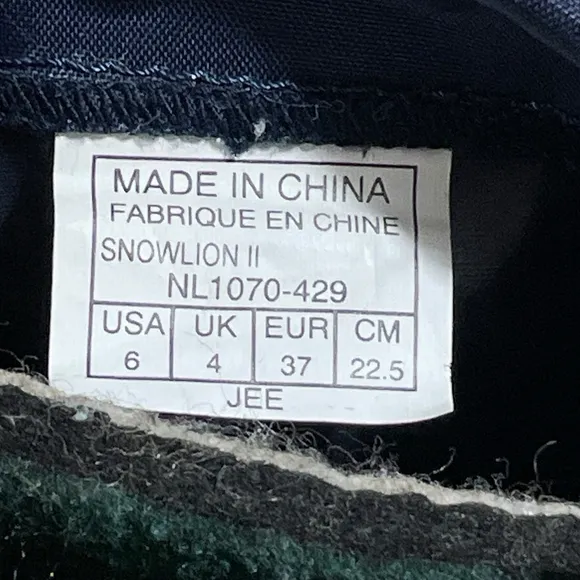 MADE IN CHINA
FABRIQUE EN CHINE
SNOWLION II
NL1070-429
USA UK EUR CM
6 4 37 22.5
JEE